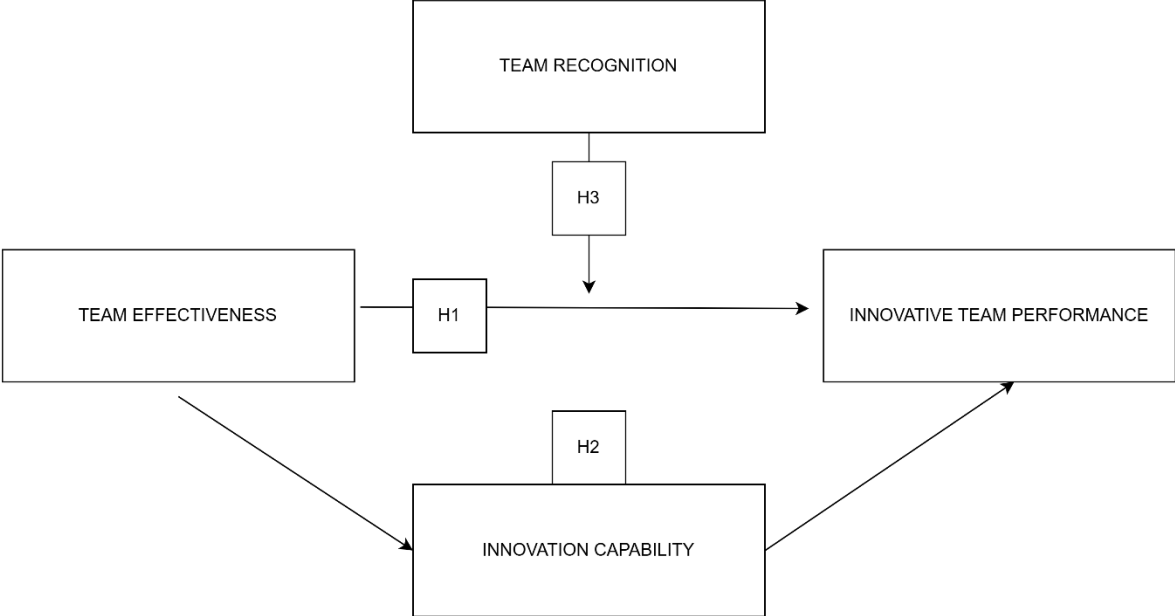 TEAM RECOGNITION
H3
TEAM EFFECTIVENESS
H1
INNOVATIVE TEAM PERFORMANCE
H2
INNOVATION CAPABILITY